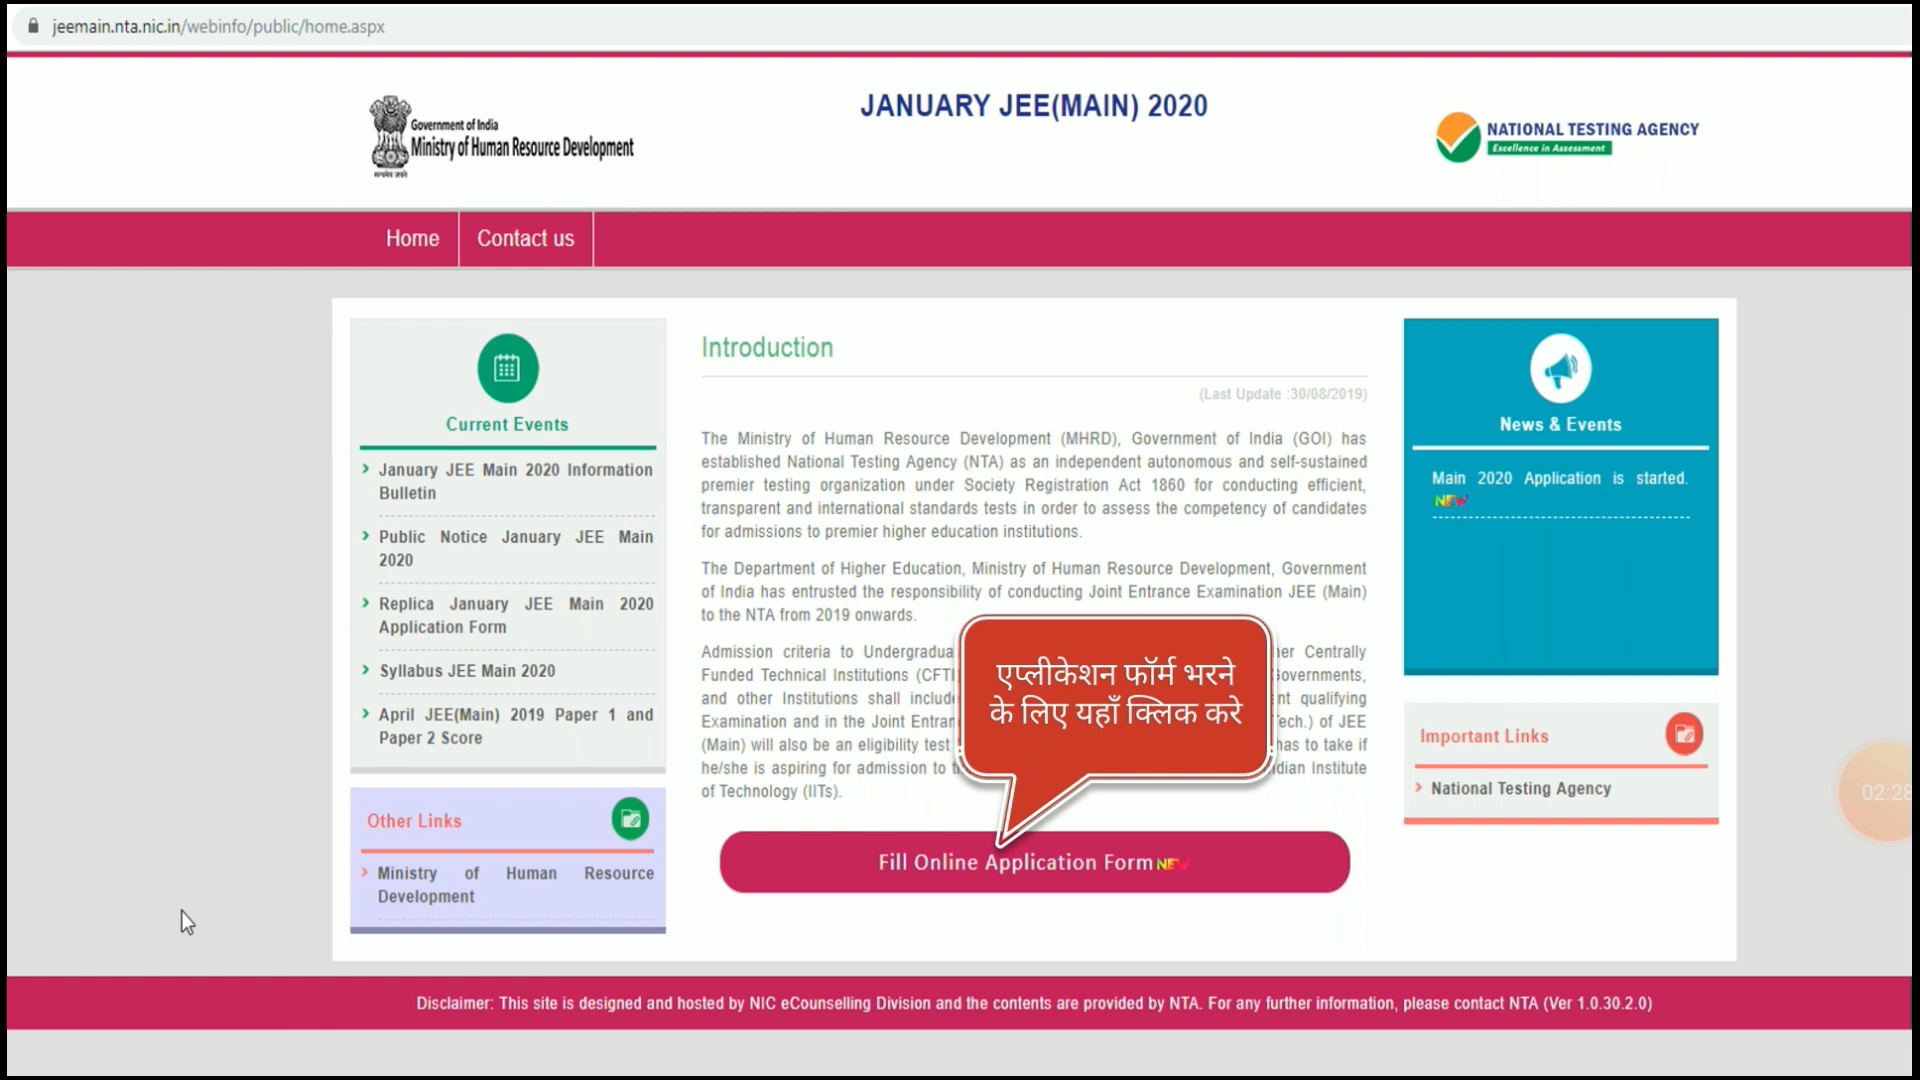 jeemain.nta.nic.in/webinfo/public/home.aspx
Government of India
Ministry of Human Resource Development
सत्यमेव जयते
JANUARY JEE(MAIN) 2020
NATIONAL TESTING AGENCY
Excellence in Assessment
Home
Contact us
Current Events
January JEE Main 2020 Information
Bulletin
Public Notice January JEE Main
2020
Replica January JEE Main 2020
Application Form
Syllabus JEE Main 2020
April JEE(Main) 2019 Paper 1 and
Paper 2 Score
Other Links
Ministry of Human Resource
Development
Introduction
(Last Update :30/08/2019)
The Ministry of Human Resource Development (MHRD), Government of India (GOI) has
established National Testing Agency (NTA) as an independent autonomous and self-sustained
premier testing organization under Society Registration Act 1860 for conducting efficient,
transparent and international standards tests in order to assess the competency of candidates
for admissions to premier higher education institutions.
The Department of Higher Education, Ministry of Human Resource Development, Government
of India has entrusted the responsibility of conducting Joint Entrance Examination JEE (Main)
to the NTA from 2019 onwards.
Admission criteria to Undergradua her Centrally
Funded Technical Institutions (CFTI Governments,
and other Institutions shall include nt qualifying
Examination and in the Joint Entran Tech.) of JEE
(Main) will also be an eligibility test has to take if
he/she is aspiring for admission to t ndian Institute
of Technology (IITs).
एप्लीकेशन फॉर्म भरने
के लिए यहाँ क्लिक करे
Fill Online Application Form NEW
News & Events
Main 2020 Application is started.
NEW
Important Links
National Testing Agency
02:28
Disclaimer: This site is designed and hosted by NIC eCounselling Division and the contents are provided by NTA. For any further information, please contact NTA (Ver 1.0.30.2.0)